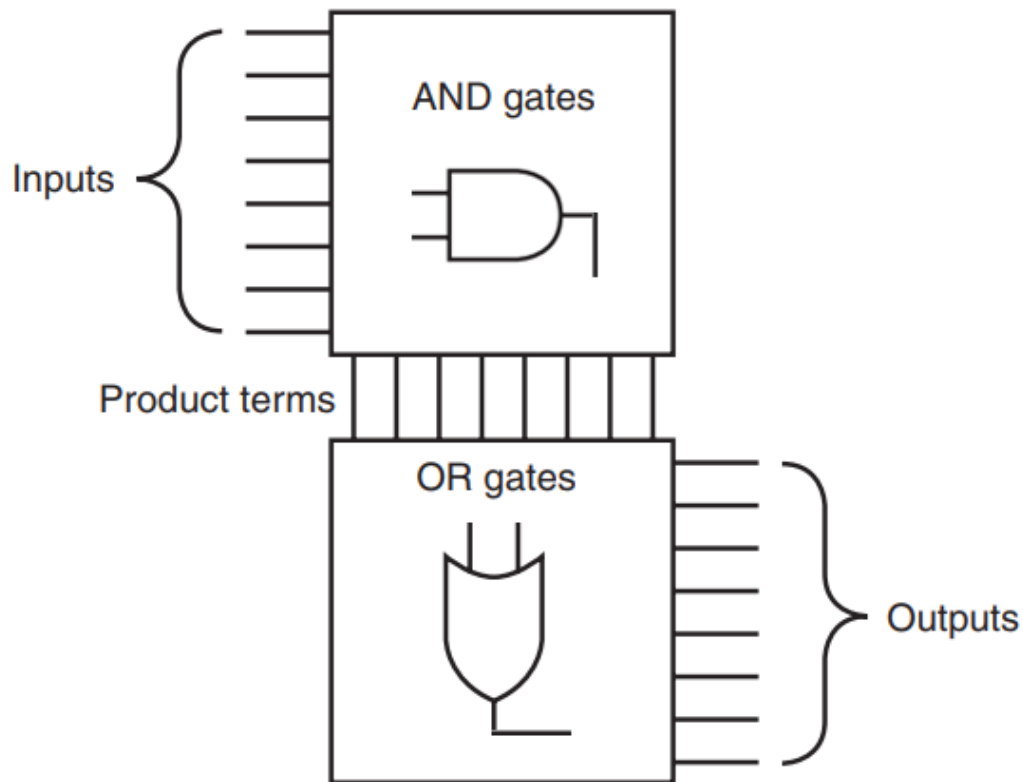 AND gates
Inputs
Product terms
OR gates
Outputs